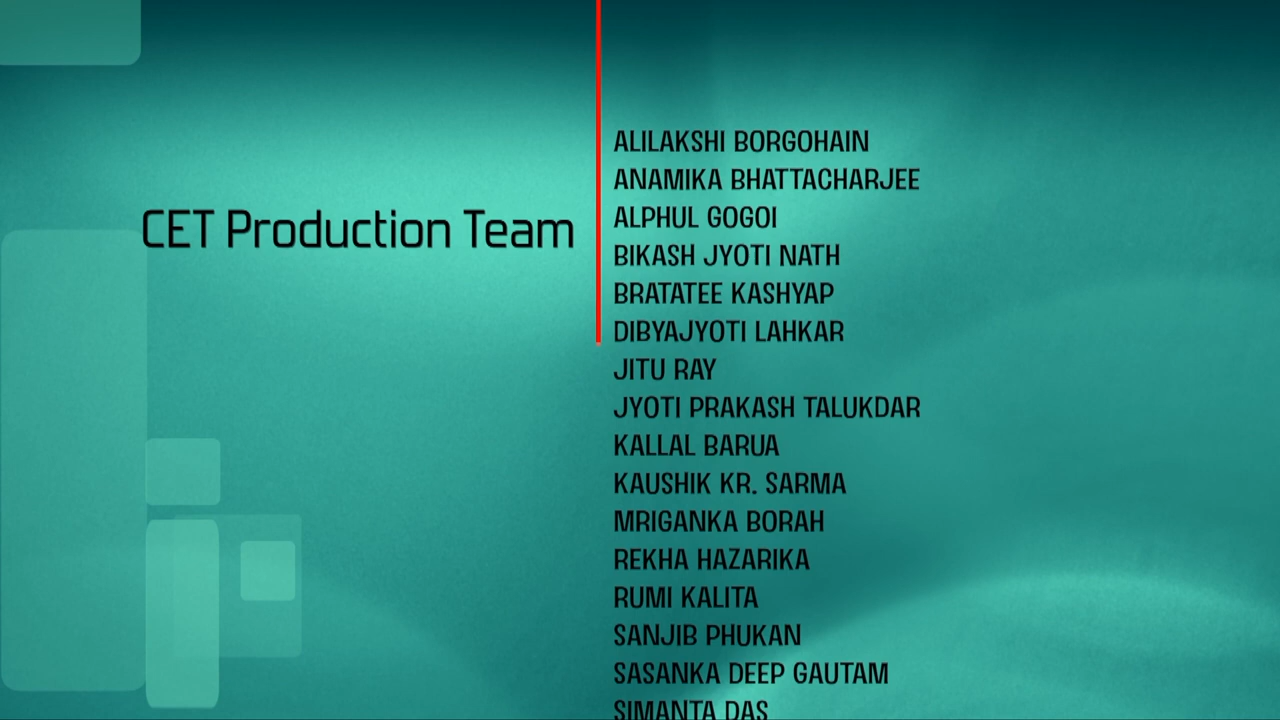 CET Production Team
ALILAKSHI BORGOHAIN
ANAMIKA BHATTACHARJEE
ALPHUL GOGOI
BIKASH JYOTI NATH
BRATATEE KASHYAP
DIBYAJYOTI LAHKAR
JITU RAY
JYOTI PRAKASH TALUKDAR
KALLAL BARUA
KAUSHIK KR. SARMA
MRIGANKA BORAH
REKHA HAZARIKA
RUMI KALITA
SANJIB PHUKAN
SASANKA DEEP GAUTAM
SIMANTA DAS